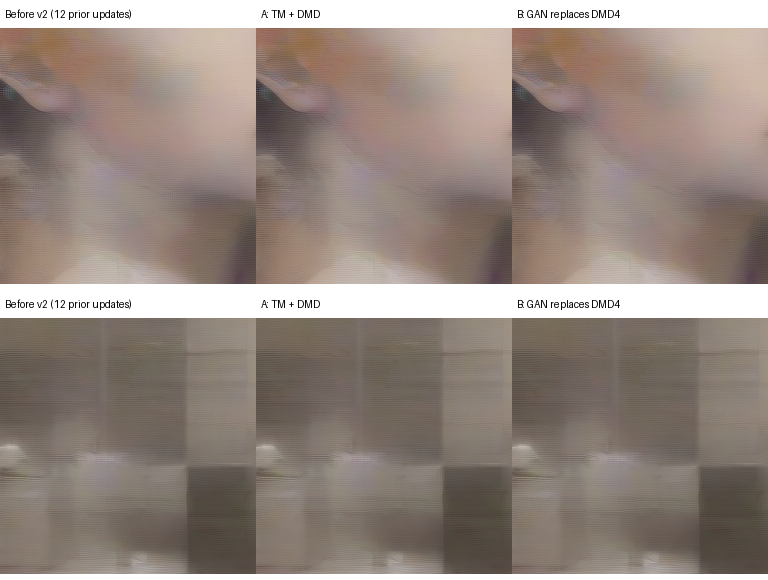 Before v2 (12 prior updates)
A: TM + DMD
B: GAN replaces DMD4
Before v2 (12 prior updates)
A: TM + DMD
B: GAN replaces DMD4